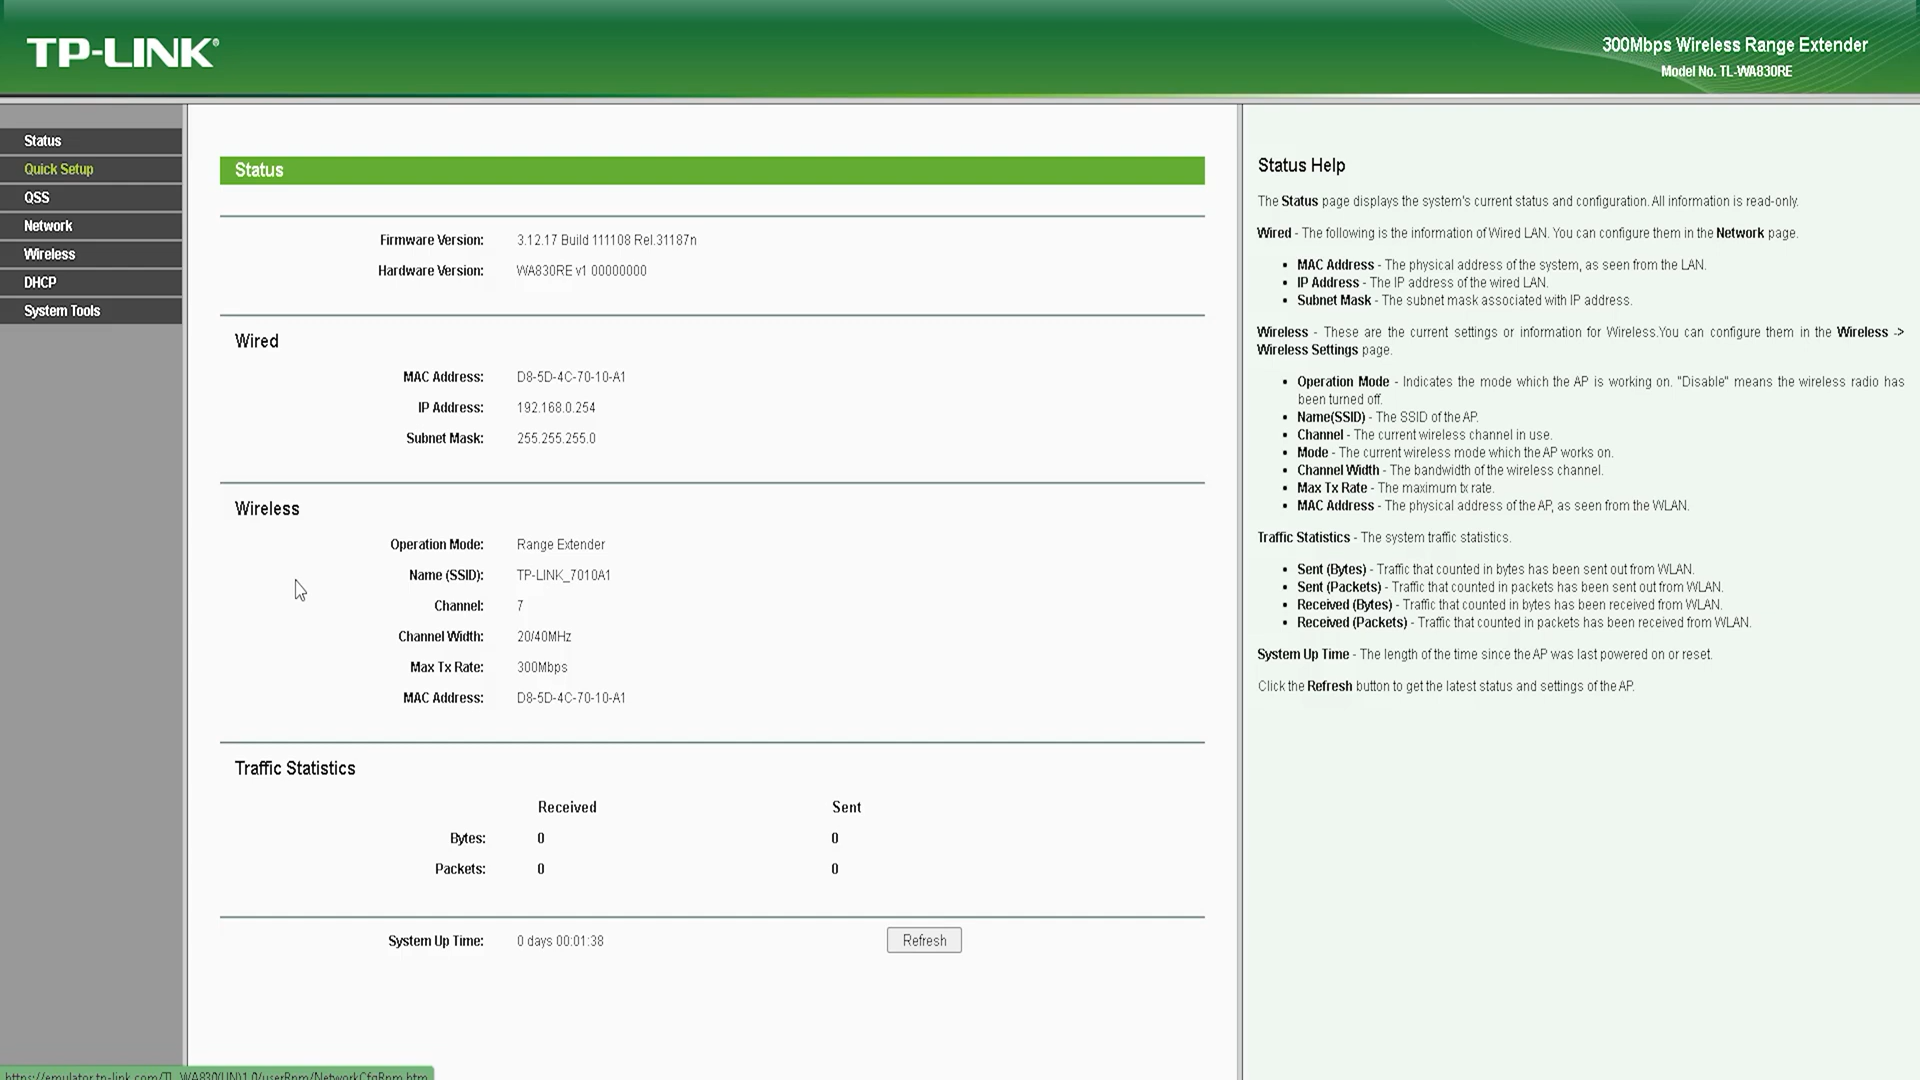 TP-LINK®
300Mbps Wireless Range Extender
Model No. TL-WA830RE
Status
Quick Setup
QSS
Network
Wireless
DHCP
System Tools
Status
Firmware Version: 3.12.17 Build 111108 Rel.31187n
Hardware Version: WA830RE v1 00000000
Wired
MAC Address: D8-5D-4C-70-10-A1
IP Address: 192.168.0.254
Subnet Mask: 255.255.255.0
Wireless
Operation Mode: Range Extender
Name (SSID): TP-LINK_7010A1
Channel: 7
Channel Width: 20/40MHz
Max Tx Rate: 300Mbps
MAC Address: D8-5D-4C-70-10-A1
Traffic Statistics
Received Sent
Bytes: 0 0
Packets: 0 0
System Up Time: 0 days 00:01:38 Refresh
Status Help
The Status page displays the system's current status and configuration. All information is read-only.
Wired - The following is the information of Wired LAN. You can configure them in the Network page.
• MAC Address - The physical address of the system, as seen from the LAN.
• IP Address - The IP address of the wired LAN.
• Subnet Mask - The subnet mask associated with IP address.
Wireless - These are the current settings or information for Wireless.You can configure them in the Wireless ->
Wireless Settings page.
• Operation Mode - Indicates the mode which the AP is working on. "Disable" means the wireless radio has
been turned off.
• Name(SSID) - The SSID of the AP.
• Channel - The current wireless channel in use.
• Mode - The current wireless mode which the AP works on.
• Channel Width - The bandwidth of the wireless channel.
• Max Tx Rate - The maximum tx rate.
• MAC Address - The physical address of the AP, as seen from the WLAN.
Traffic Statistics - The system traffic statistics.
• Sent (Bytes) - Traffic that counted in bytes has been sent out from WLAN.
• Sent (Packets) - Traffic that counted in packets has been sent out from WLAN.
• Received (Bytes) - Traffic that counted in bytes has been received from WLAN.
• Received (Packets) - Traffic that counted in packets has been received from WLAN.
System Up Time - The length of the time since the AP was last powered on or reset.
Click the Refresh button to get the latest status and settings of the AP.
https://emulator.tp-link.com/TL-WA830(UN)1.0/userRpm/NetworkCfgRpm.htm